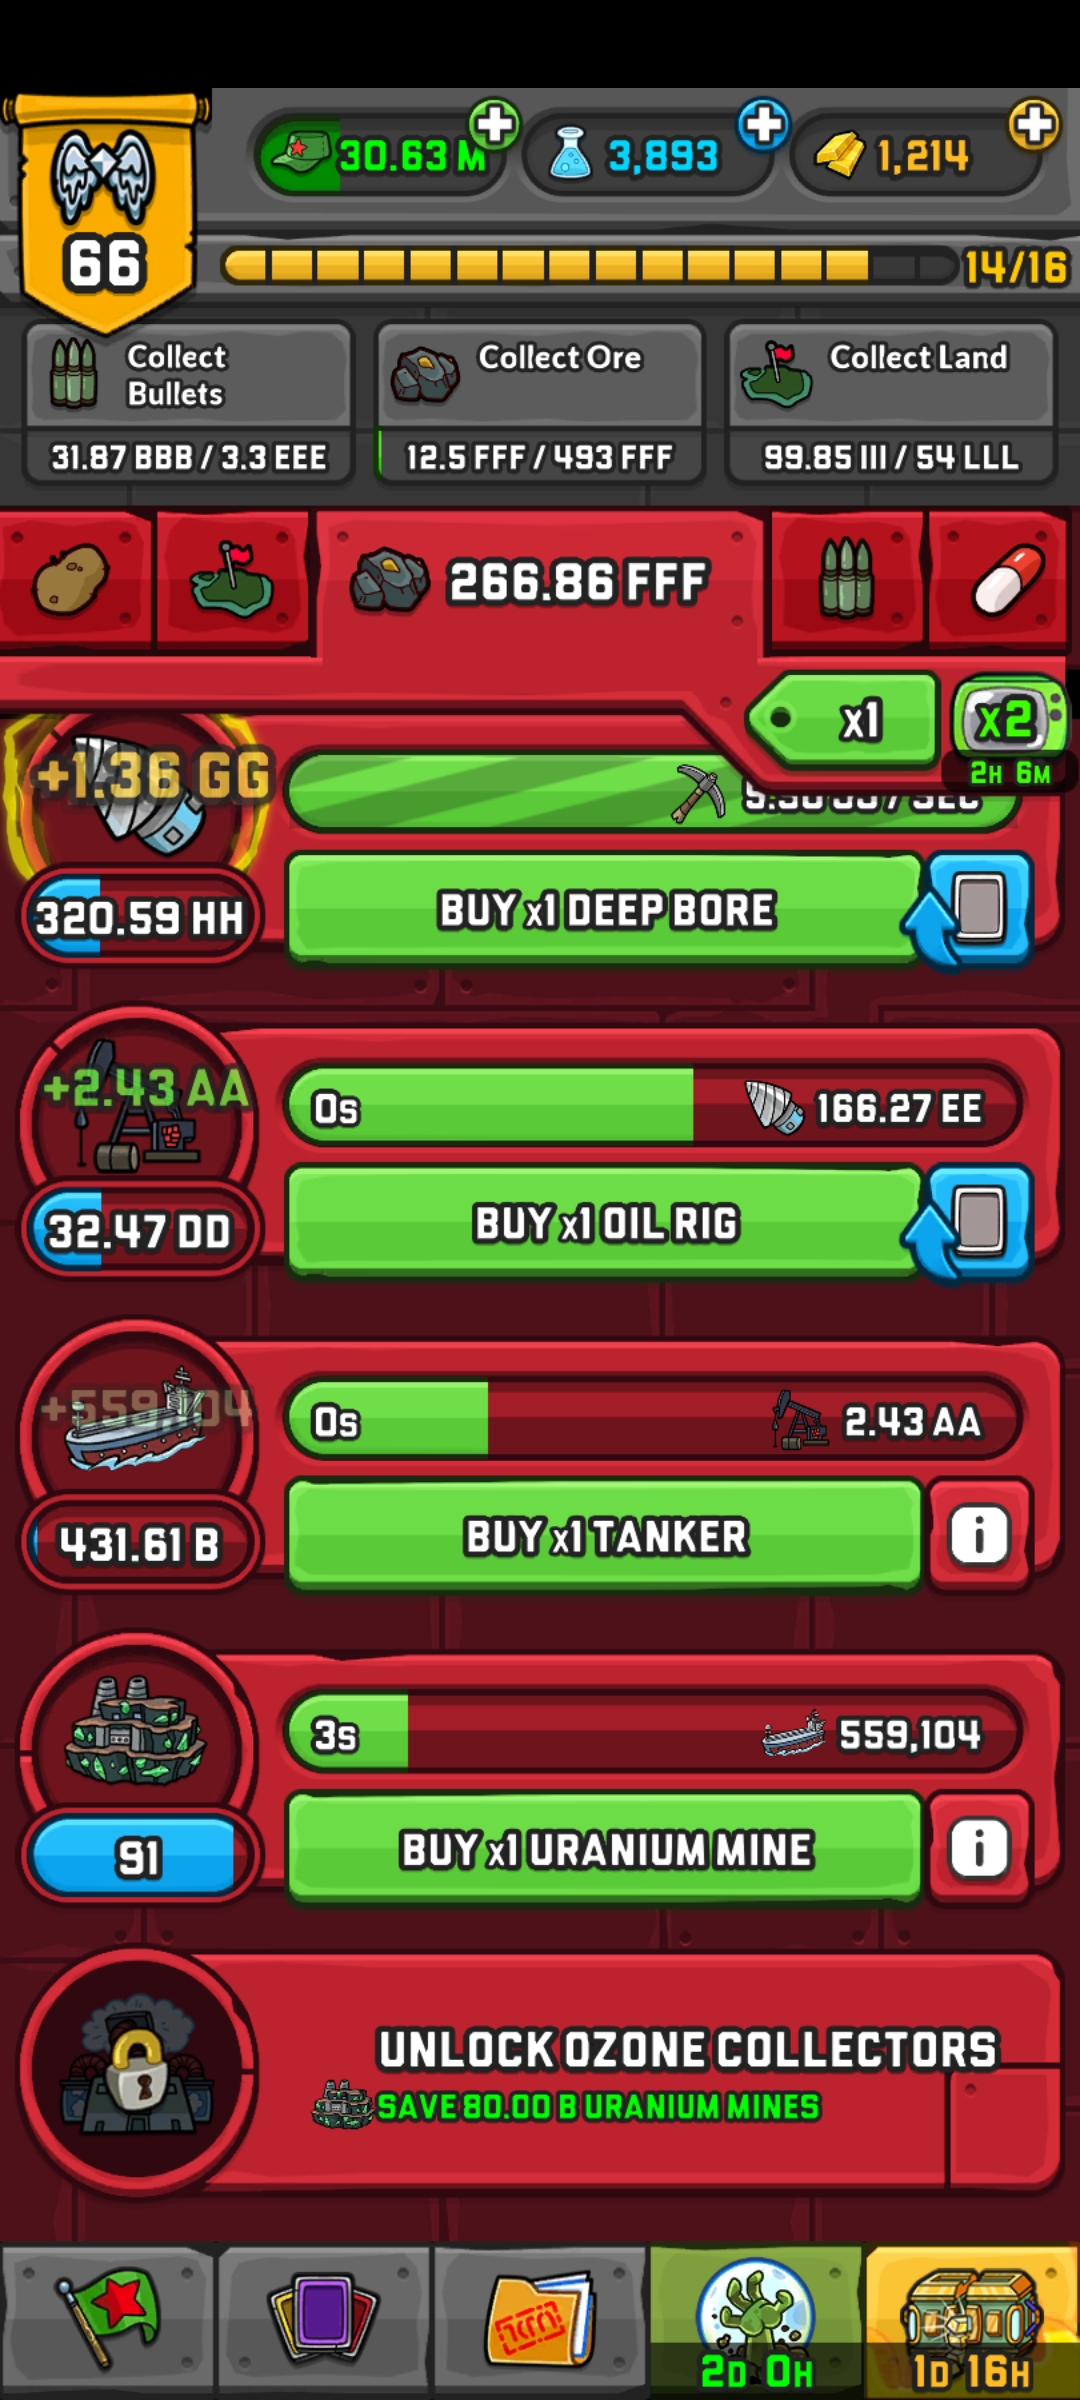 30.63 M
3,893
1,214
66
14/16
Collect
Bullets
Collect Ore
Collect Land
31.87 BBB / 3.3 EEE
12.5 FFF / 493 FFF
99.85 III / 54 LLL
266.86 FFF
x1
x2
2H 6M
+1.36 GG
/ SEC
320.59 HH
BUY x1 DEEP BORE
+2.43 AA
0s
166.27 EE
32.47 DD
BUY x1 OIL RIG
+559,104
0s
2.43 AA
431.61 B
BUY x1 TANKER
i
3s
559,104
91
BUY x1 URANIUM MINE
i
UNLOCK OZONE COLLECTORS
SAVE 80.00 B URANIUM MINES
2D 0H
1D 16H